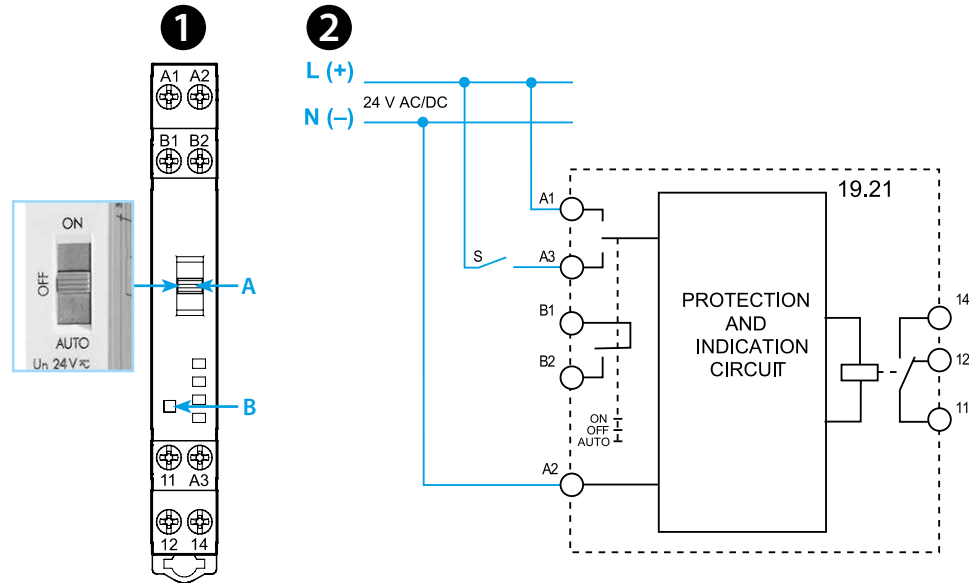 1
A1 A2
B1 B2
ON
OFF
AUTO
Un 24V
A
B
11 A3
12 14
2
L (+)
24 V AC/DC
N (–)
19.21
A1
S
A3
B1
B2
ON
OFF
AUTO
A2
PROTECTION
AND
INDICATION
CIRCUIT
14
12
11